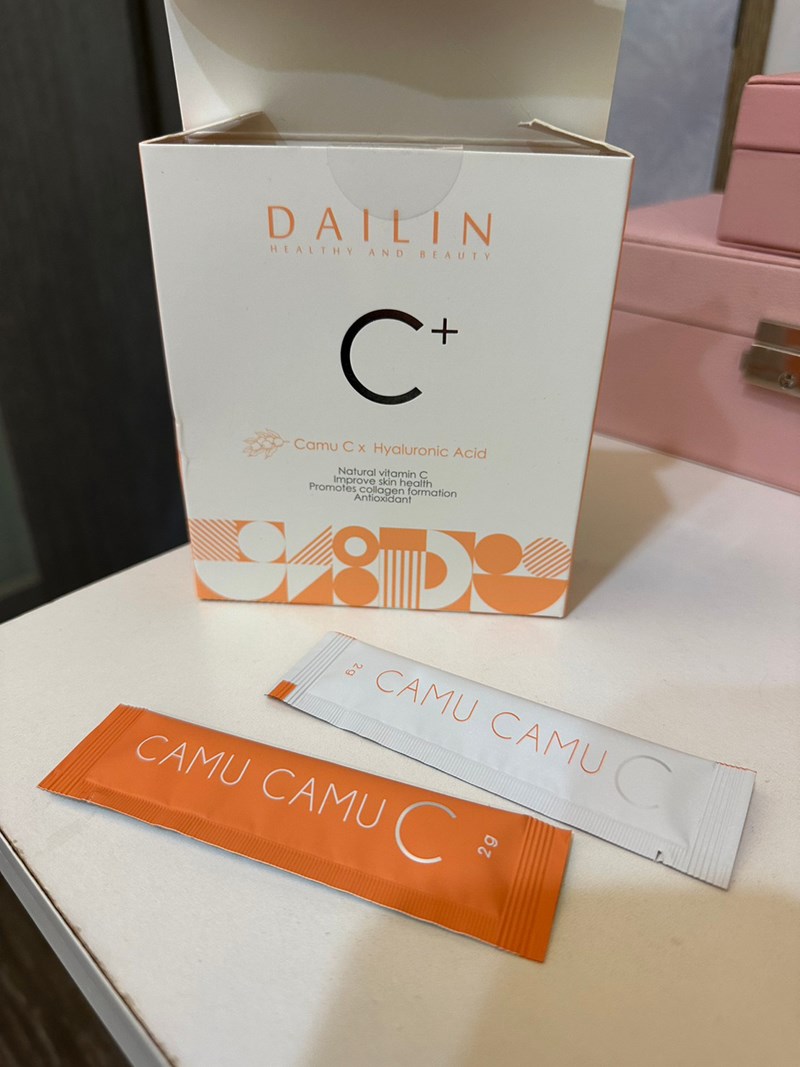 DAILIN
HEALTHY AND BEAUTY
C+
Camu C x Hyaluronic Acid
Natural vitamin C
Improve skin health
Promotes collagen formation
Antioxidant
2g
CAMU CAMU C
CAMU CAMU C
2g